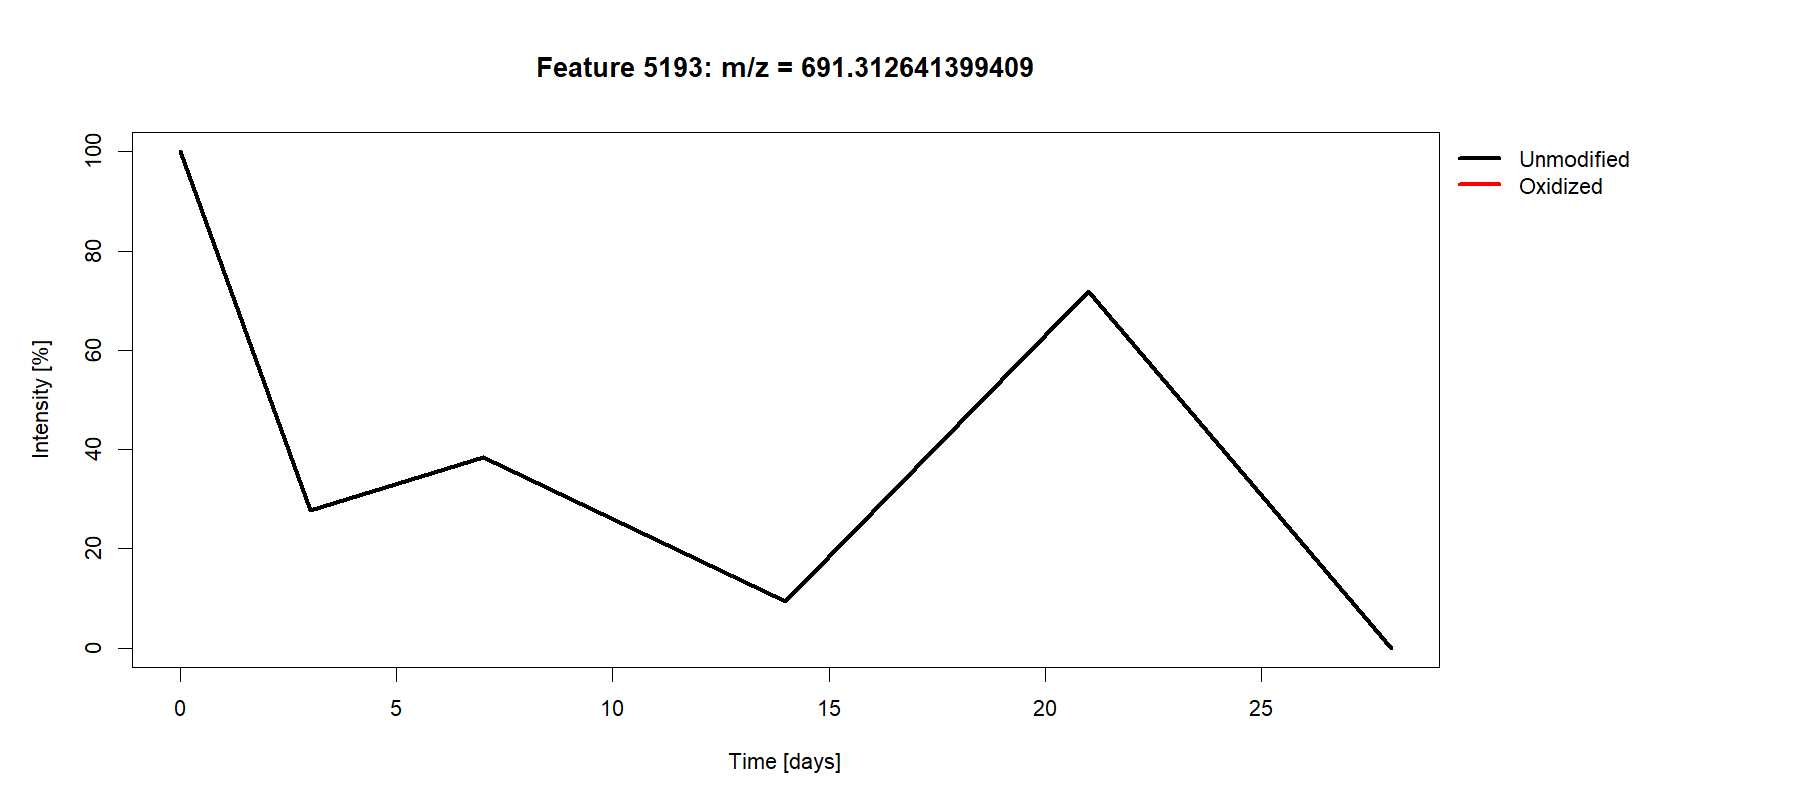 Feature 5193: m/z = 691.312641399409
Unmodified
Oxidized
Intensity [%]
100
80
60
40
20
0
0 5 10 15 20 25
Time [days]